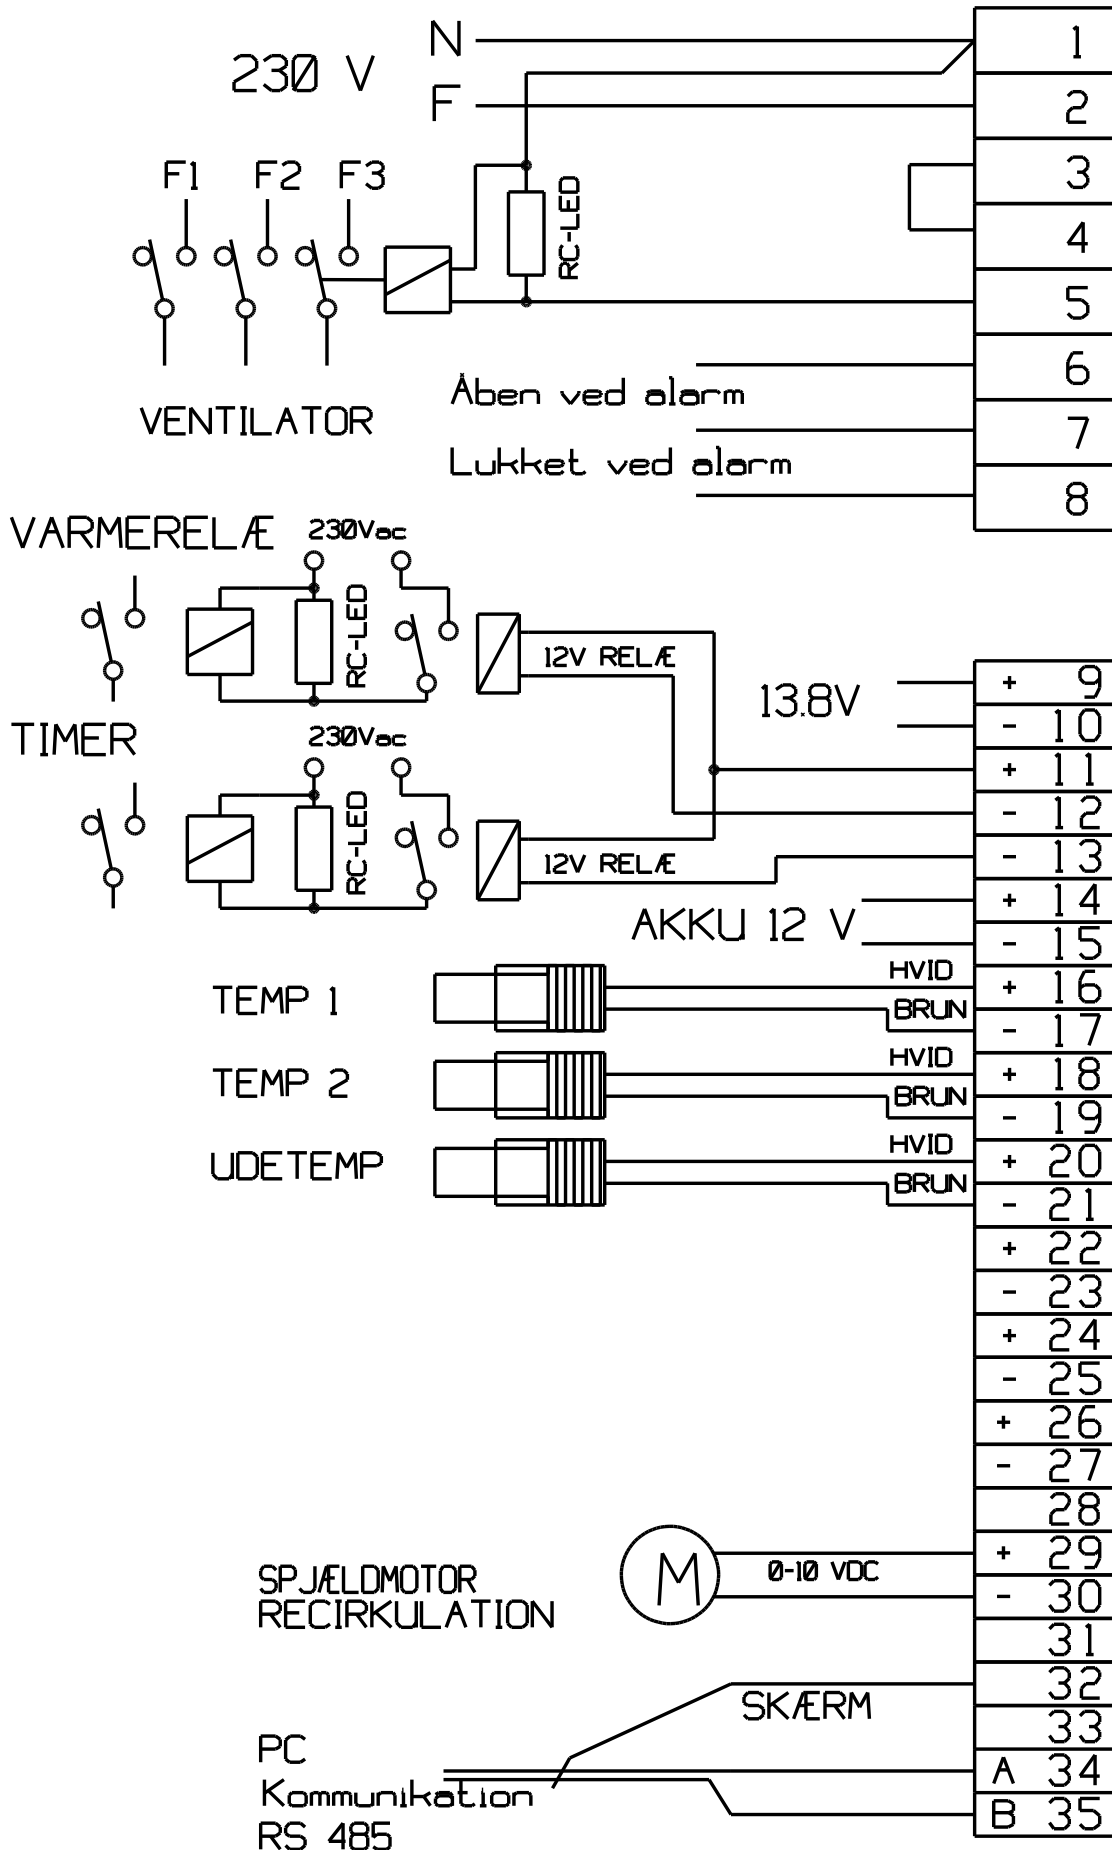 N
230 V
F
F1 F2 F3
RC-LED
VENTILATOR
Åben ved alarm
Lukket ved alarm
1
2
3
4
5
6
7
8
VARMERELÆ
230Vac
RC-LED
12V RELÆ
TIMER
230Vac
RC-LED
12V RELÆ
13.8V
AKKU 12 V
TEMP 1
HVID
BRUN
TEMP 2
HVID
BRUN
UDETEMP
HVID
BRUN
+ 9
- 10
+ 11
- 12
- 13
+ 14
- 15
+ 16
- 17
+ 18
- 19
+ 20
- 21
+ 22
- 23
+ 24
- 25
+ 26
- 27
28
+ 29
- 30
31
32
33
A 34
B 35
SPJÆLDMOTOR
RECIRKULATION
M
0-10 VDC
SKÆRM
PC
Kommunikation
RS 485